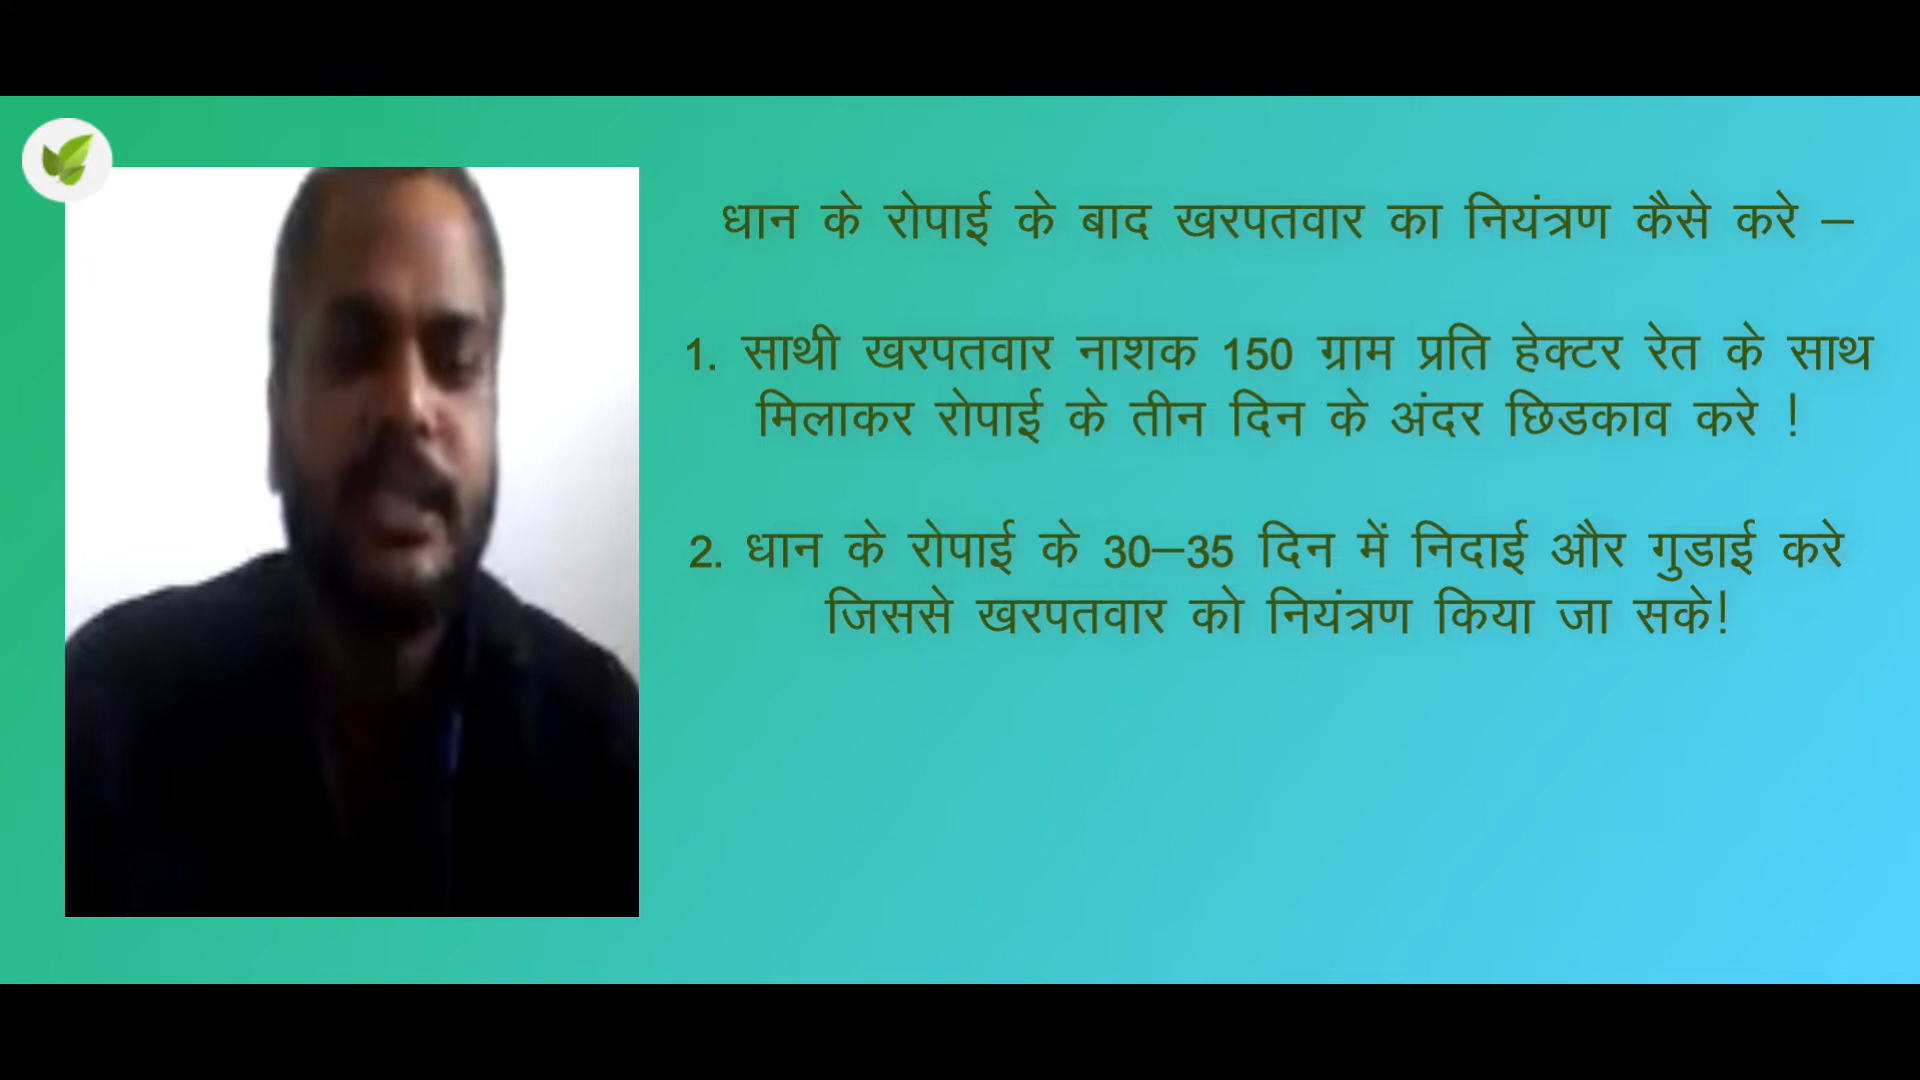 धान के रोपाई के बाद खरपतवार का नियंत्रण कैसे करे –
1. साथी खरपतवार नाशक 150 ग्राम प्रति हेक्टर रेत के साथ
मिलाकर रोपाई के तीन दिन के अंदर छिडकाव करे !
2. धान के रोपाई के 30–35 दिन में निदाई और गुडाई करे
जिससे खरपतवार को नियंत्रण किया जा सके!